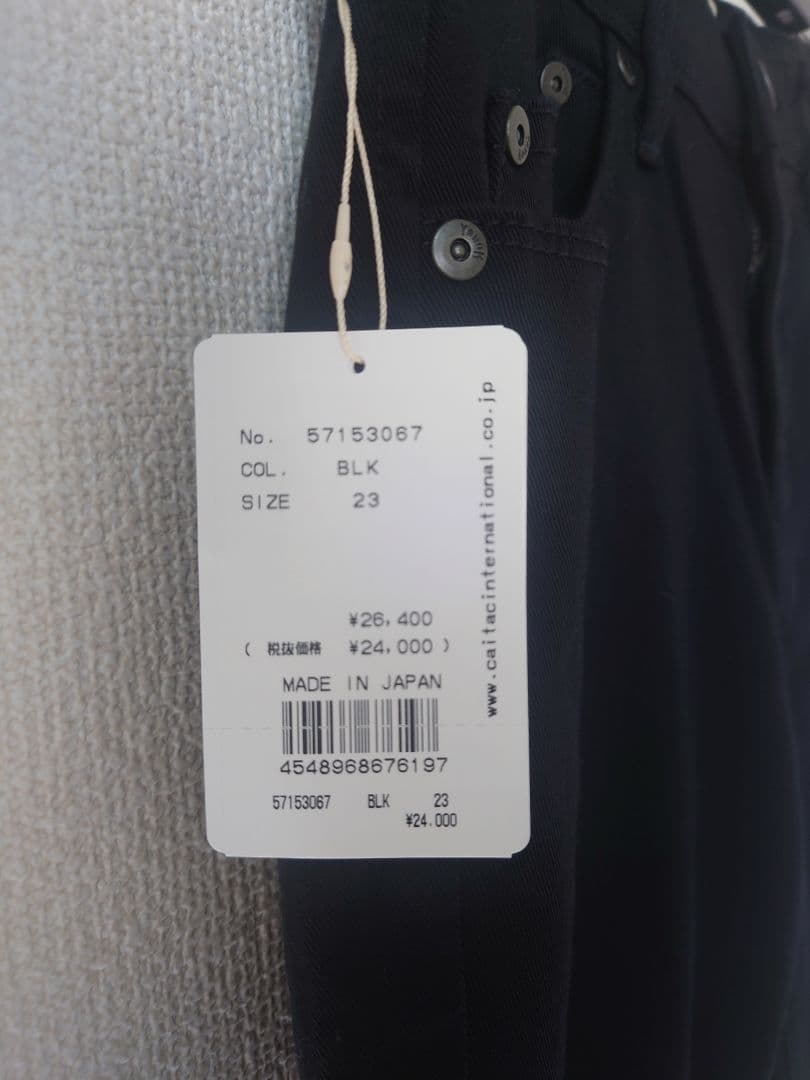 No. 57153067
COL. BLK
SIZE 23
¥26,400
( 税抜価格 ¥24,000 )
MADE IN JAPAN
4548968676197
57153067 BLK 23
¥24.000
www.caitacinternational.co.jp